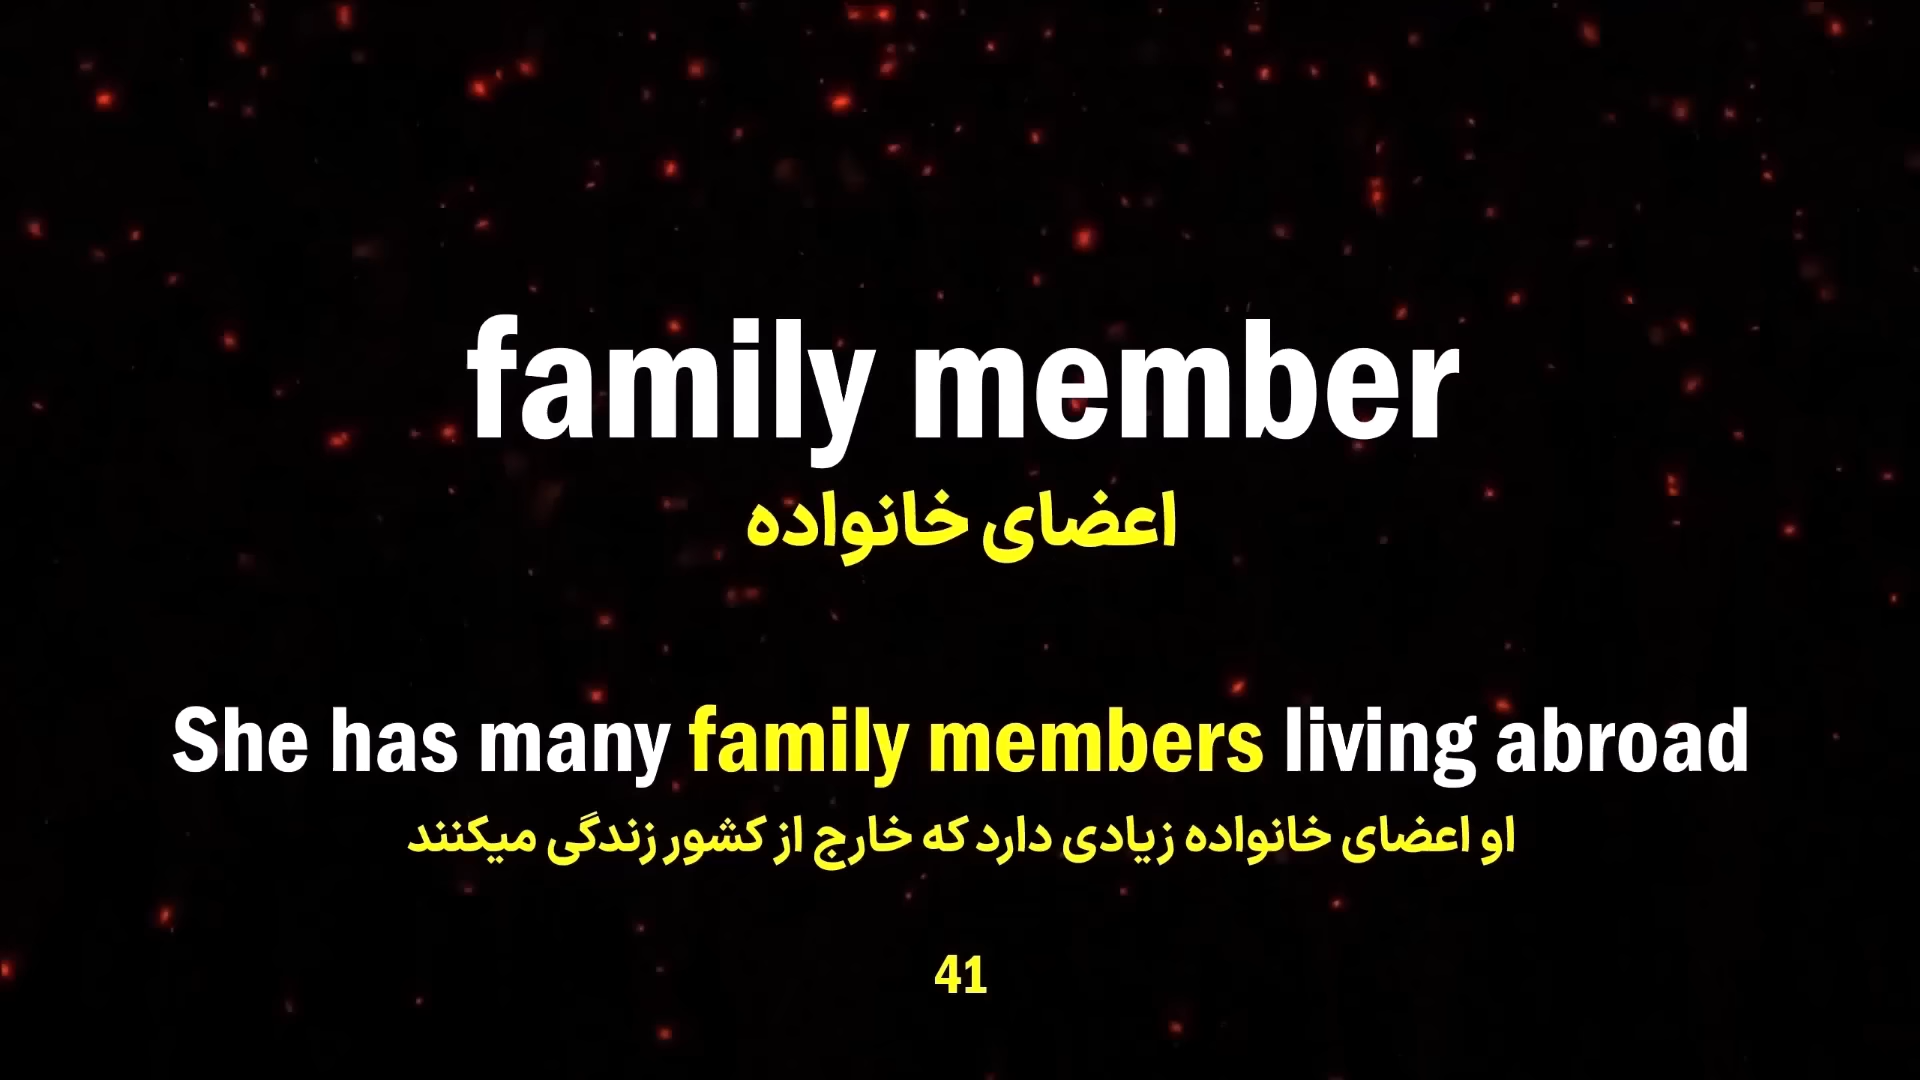 family member
اعضای خانواده
She has many family members living abroad
او اعضای خانواده زیادی دارد که خارج از کشور زندگی میکنند
41